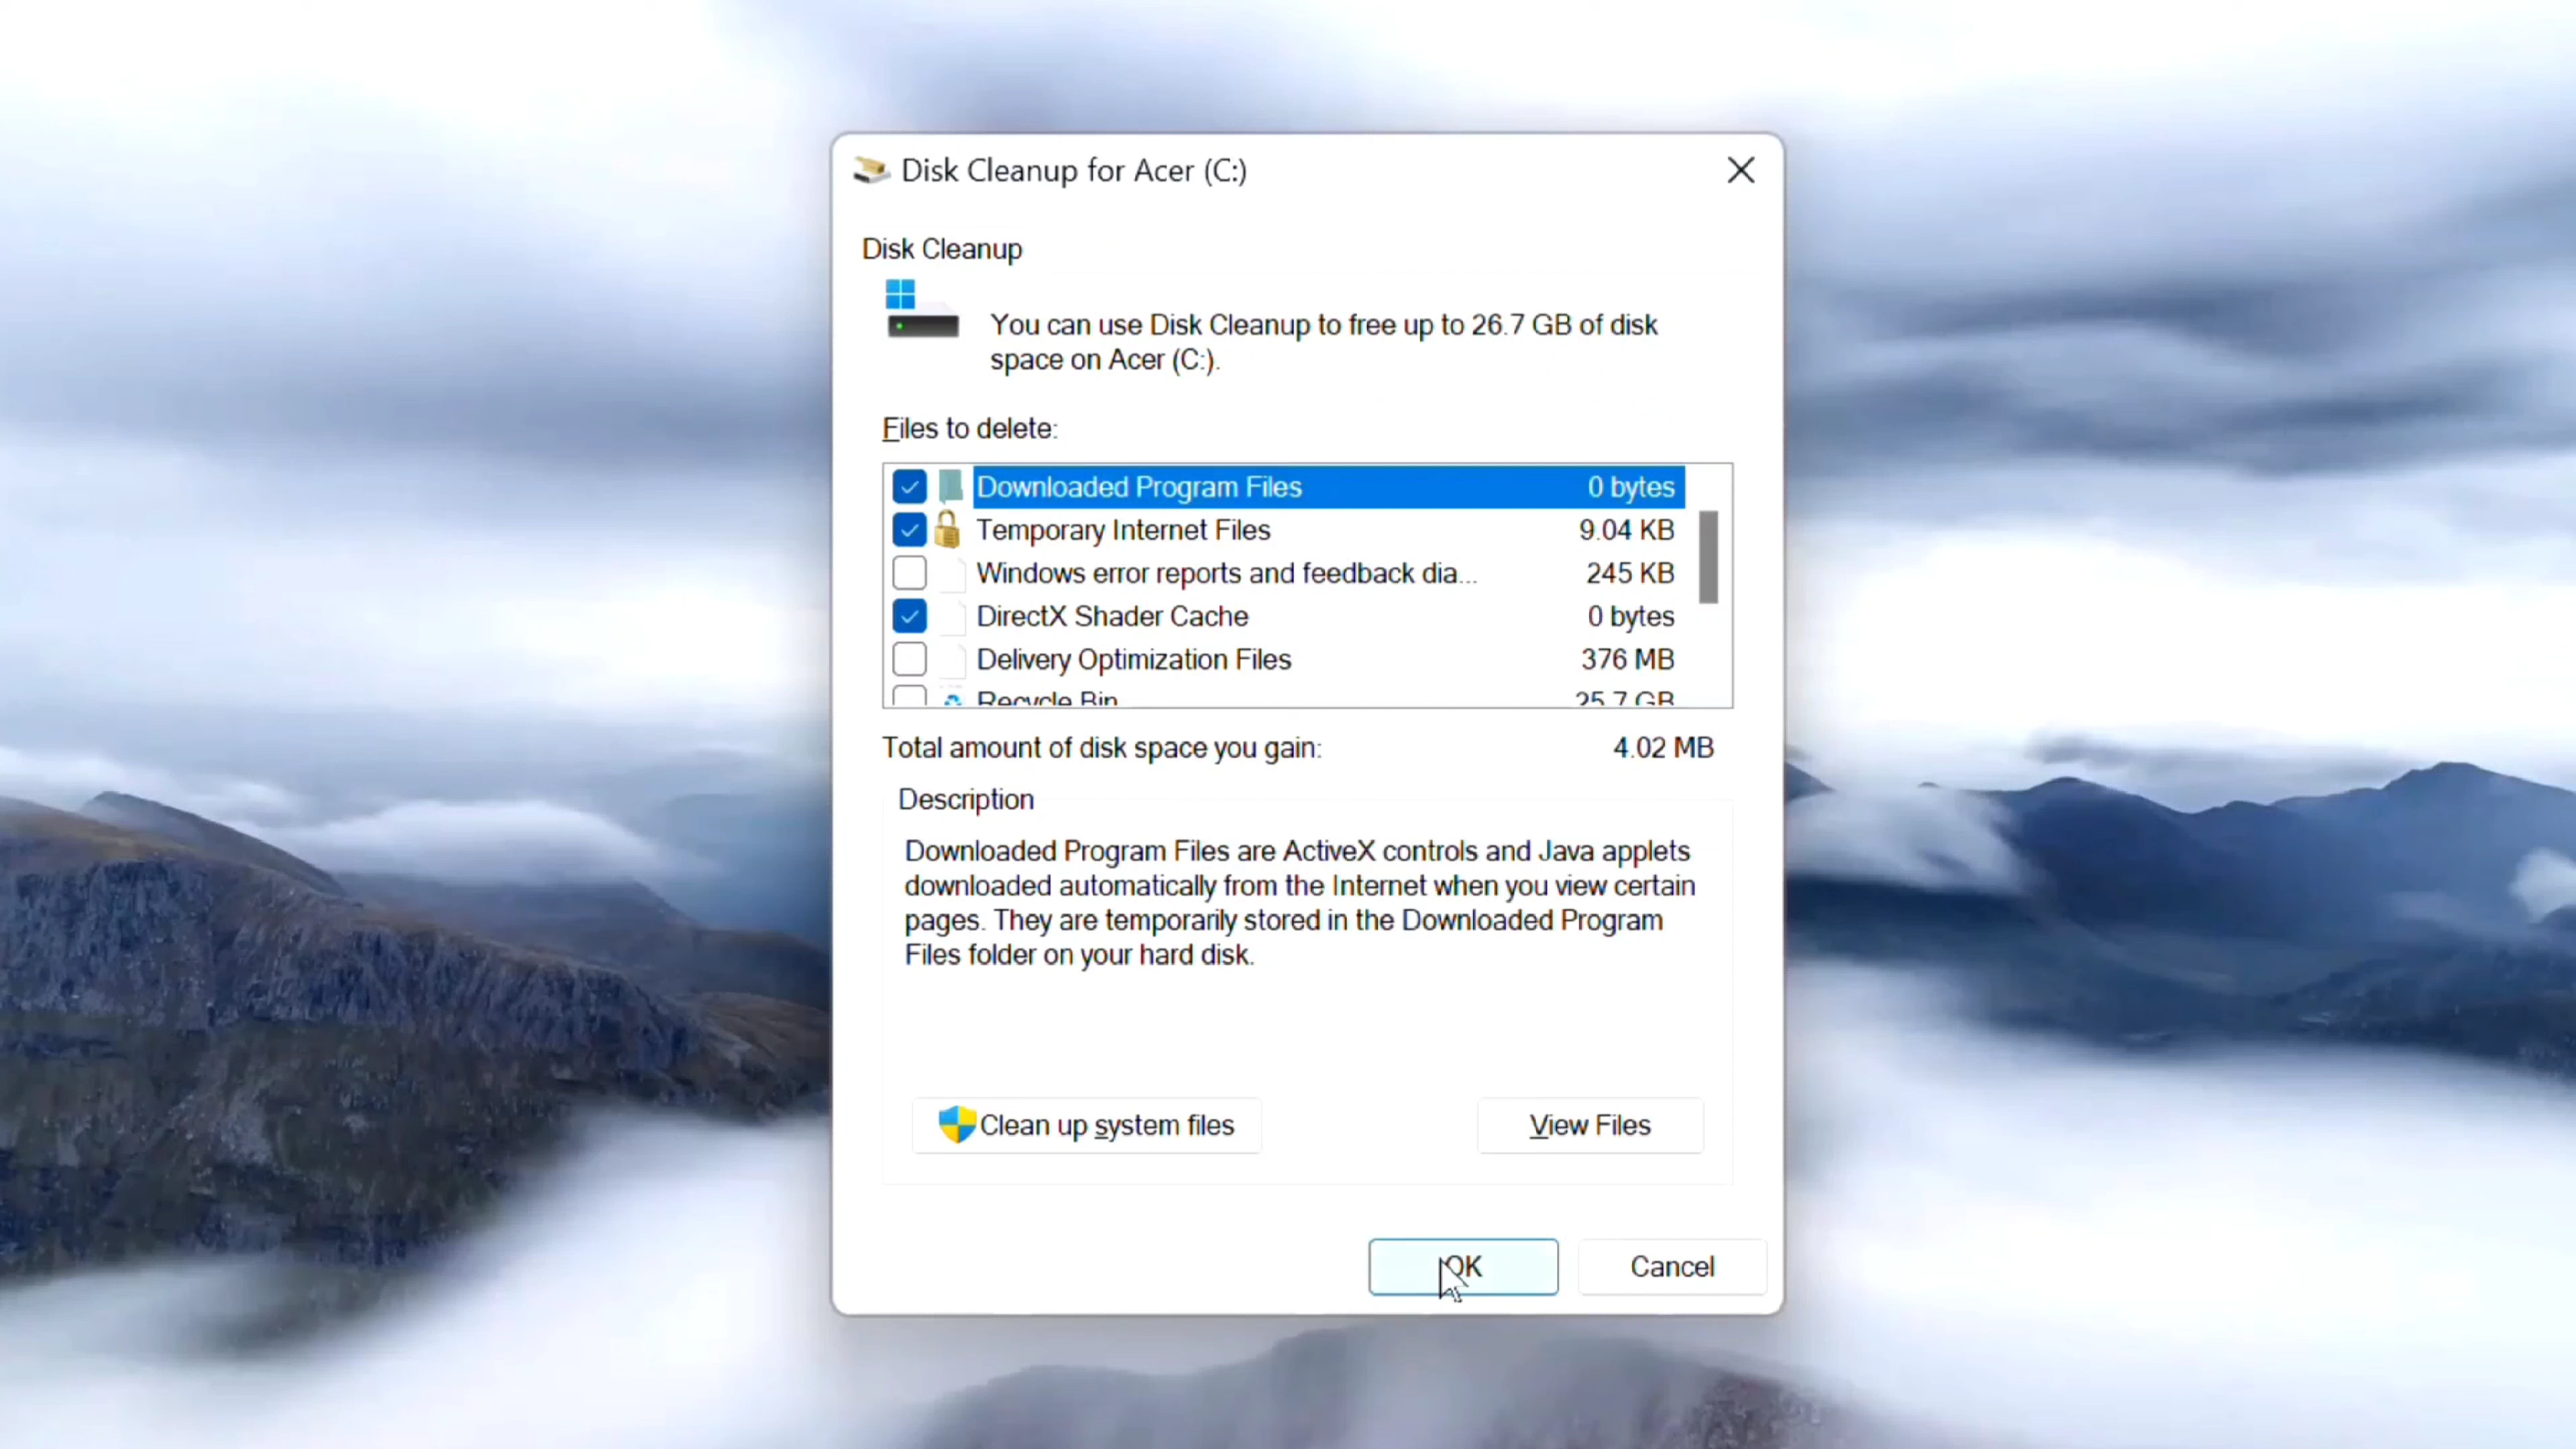 Disk Cleanup for Acer (C:)
Disk Cleanup
You can use Disk Cleanup to free up to 26.7 GB of disk
space on Acer (C:).
Files to delete:
Downloaded Program Files 0 bytes
Temporary Internet Files 9.04 KB
Windows error reports and feedback dia... 245 KB
DirectX Shader Cache 0 bytes
Delivery Optimization Files 376 MB
Recycle Bin 25.7 GB
Total amount of disk space you gain: 4.02 MB
Description
Downloaded Program Files are ActiveX controls and Java applets
downloaded automatically from the Internet when you view certain
pages. They are temporarily stored in the Downloaded Program
Files folder on your hard disk.
Clean up system files View Files
OK Cancel